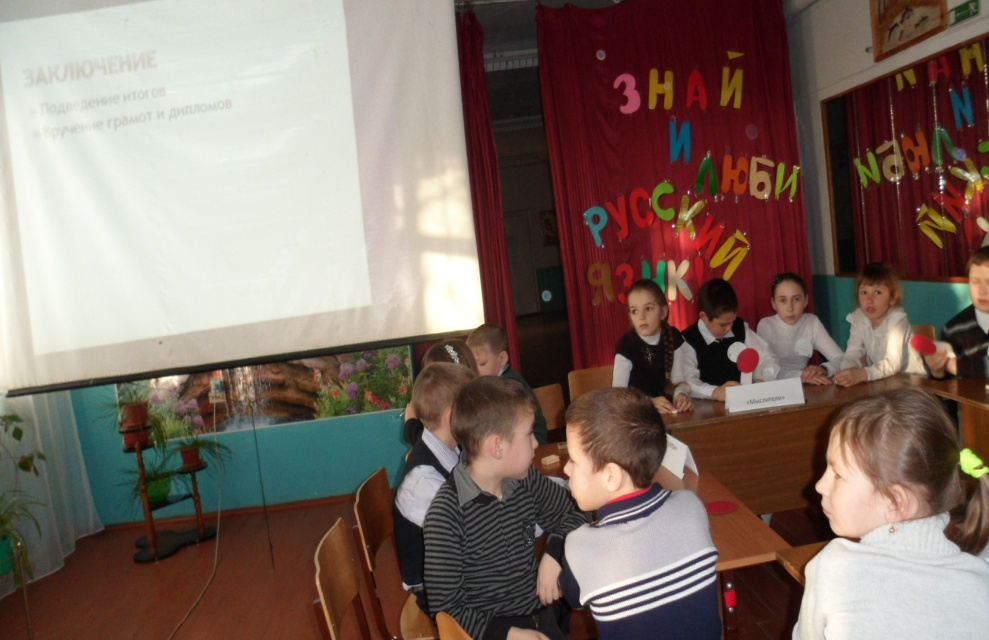 ЗАКЛЮЧЕНИЕ
» Подведение итогов
» Вручение грамот и дипломов
ЗНАЙ
И
ЛЮБИ
РУССКИЙ
ЯЗЫК!
«Мыслители»